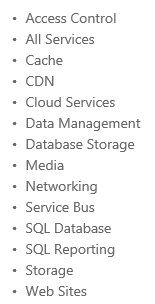 • Access Control
• All Services
• Cache
• CDN
• Cloud Services
• Data Management
• Database Storage
• Media
• Networking
• Service Bus
• SQL Database
• SQL Reporting
• Storage
• Web Sites